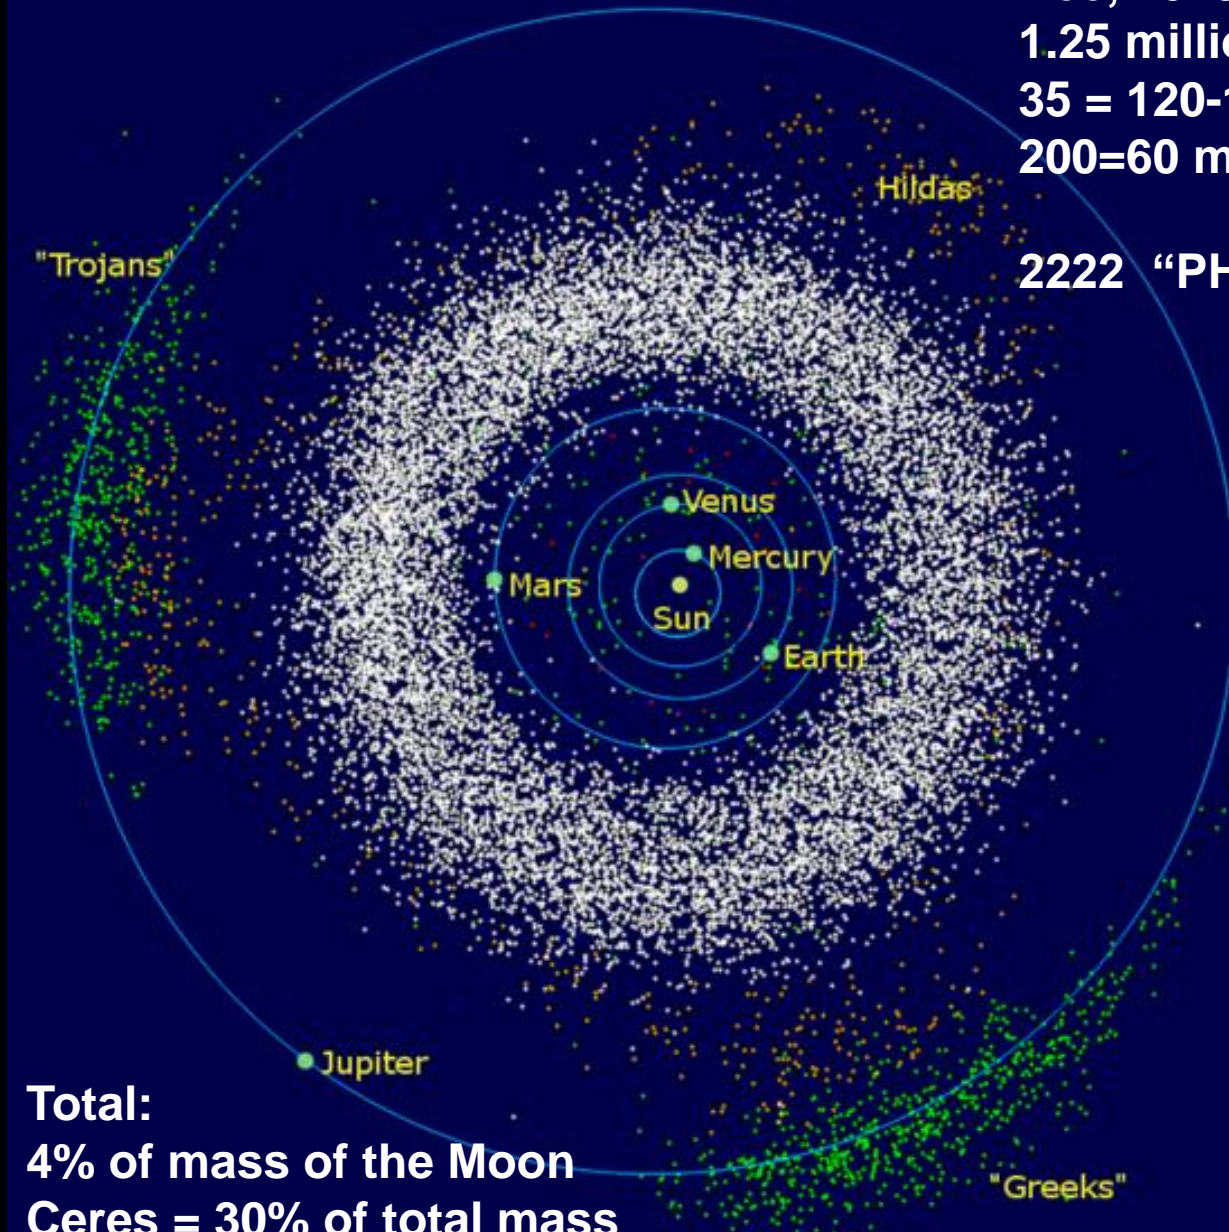 1.25 millio
35 = 120-1
200=60 m
Hildas
"Trojans"
2222 “PH
Venus
Mercury
Mars
Sun
Earth
Jupiter
Total:
4% of mass of the Moon
"Greeks"
Ceres = 30% of total mass